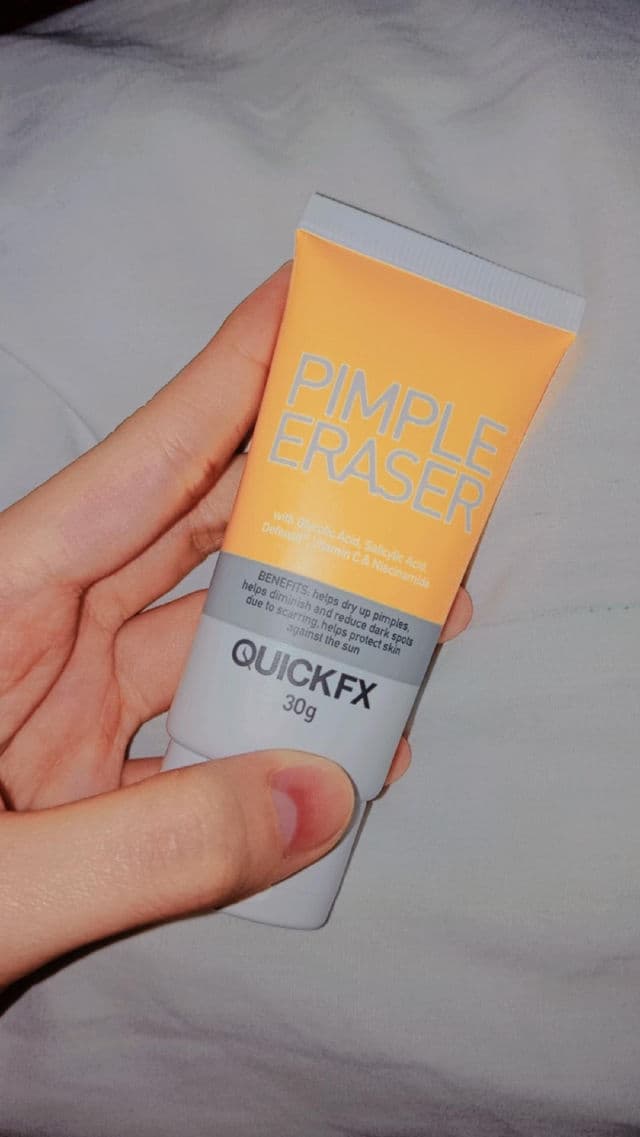 PIMPLE
ERASER
with Glycolic Acid, Salicylic Acid,
Vitamin C & Niacinamide
BENEFITS: helps dry up pimples,
helps diminish and reduce dark spots
due to scarring, helps protect skin
against the sun
QUICKFX
30g